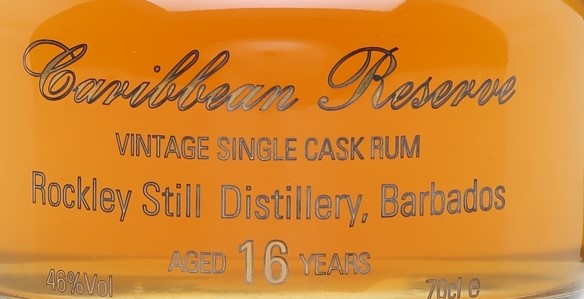 Caribbean Reserve
VINTAGE SINGLE CASK RUM
Rockley Still Distillery, Barbados
AGED 16 YEARS
46%Vol 70cl e